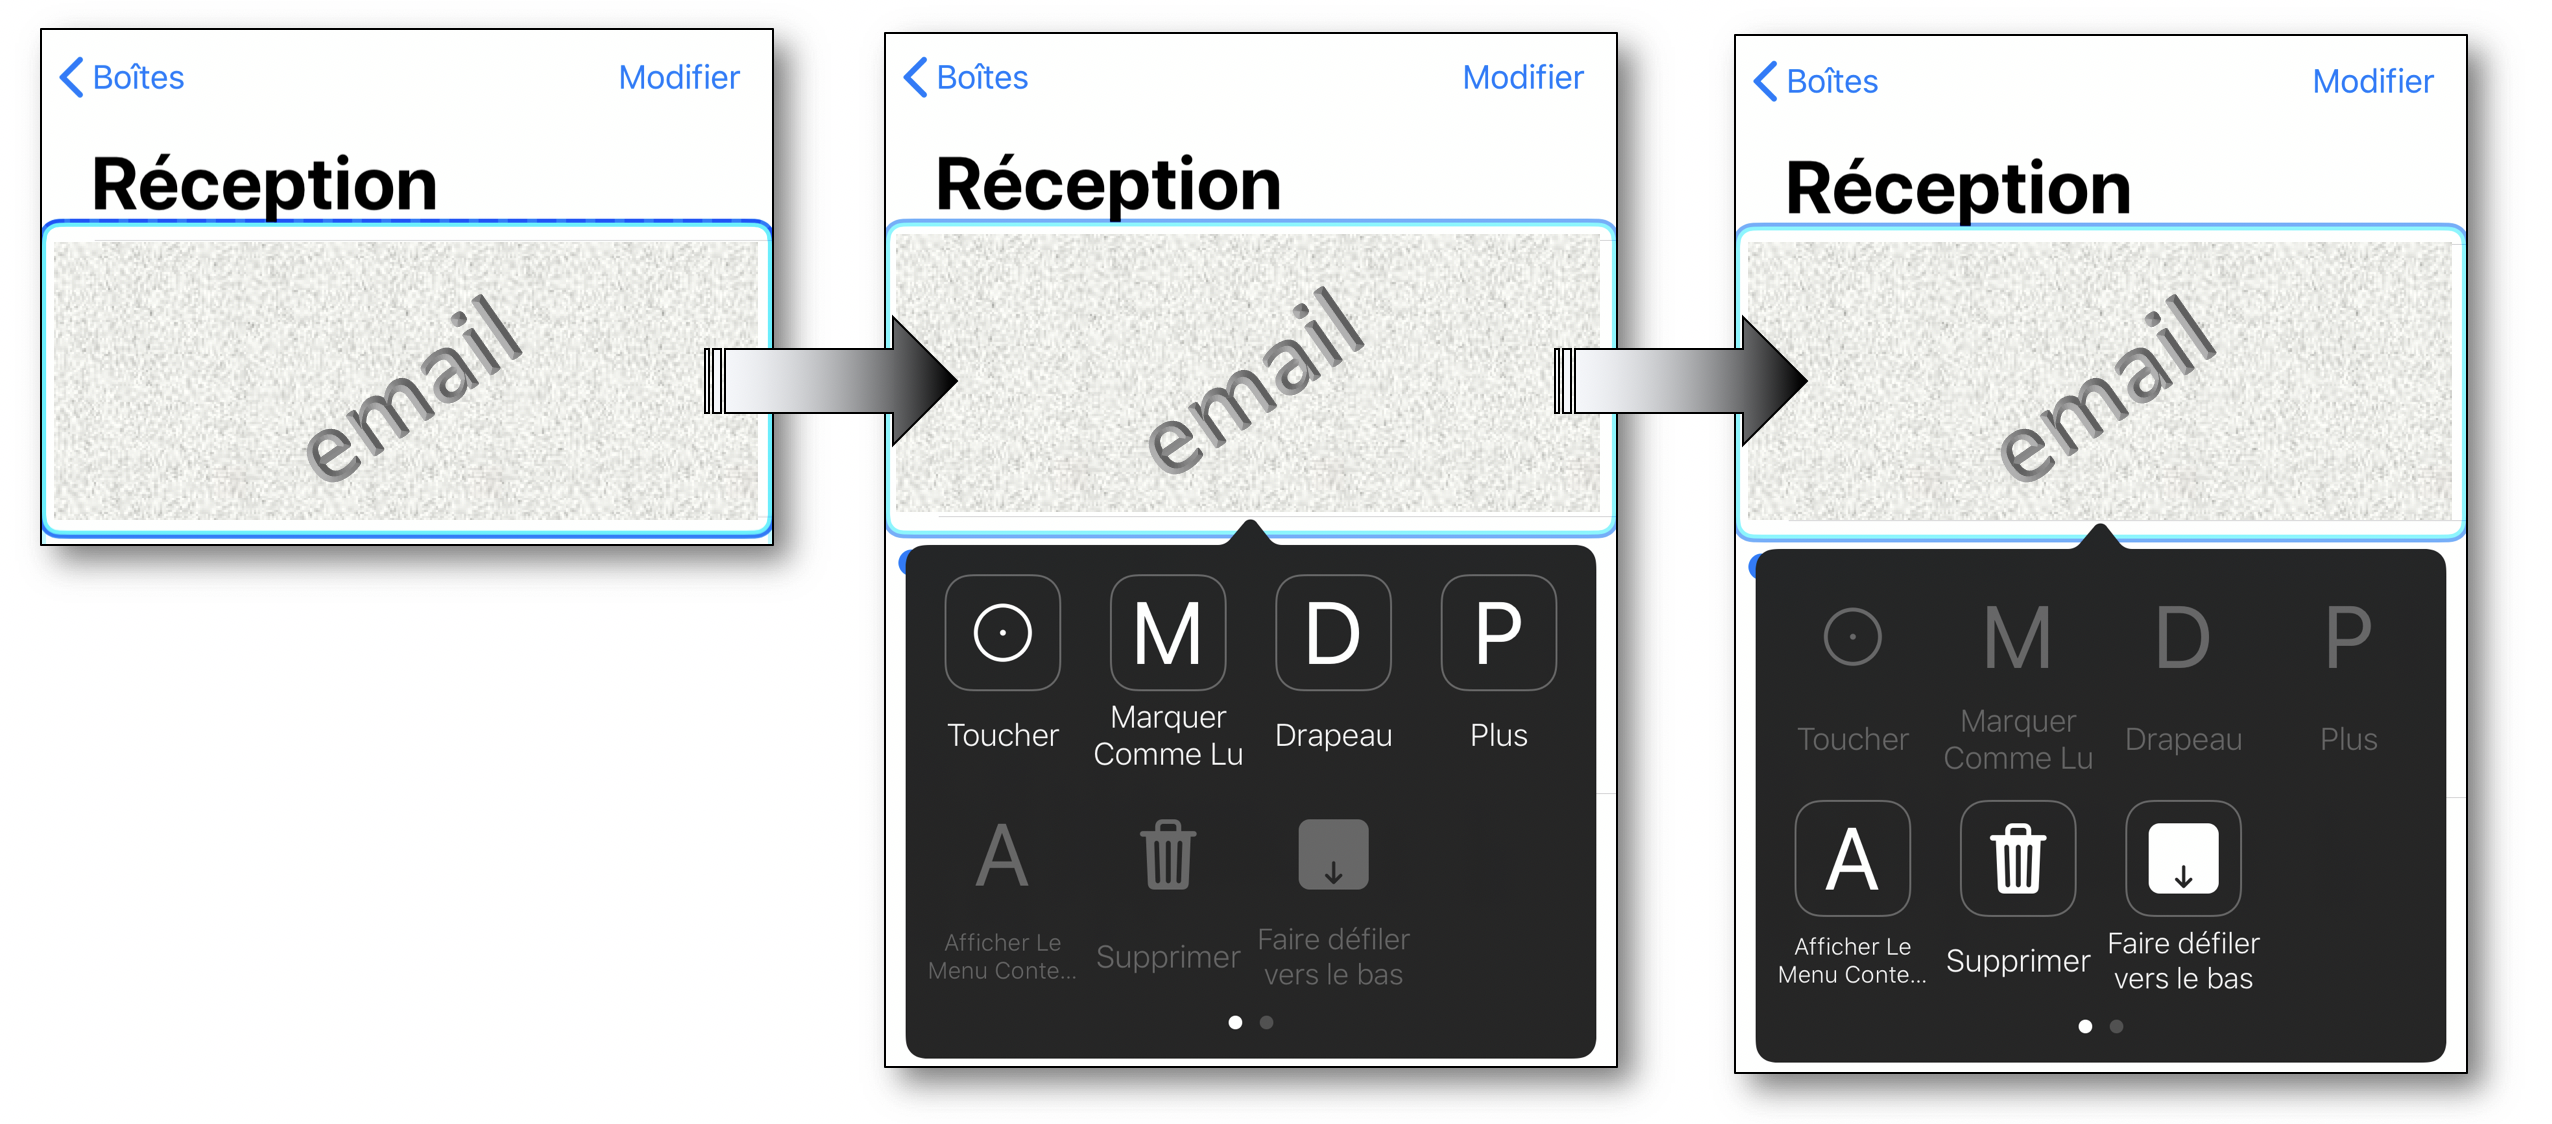 Boîtes Modifier
Réception
email
Boîtes Modifier
Réception
email
Toucher
M
Marquer
Comme Lu
D
Drapeau
P
Plus
A
Afficher Le
Menu Conte...
Supprimer
Faire défiler
vers le bas
Boîtes Modifier
Réception
email
Toucher
M
Marquer
Comme Lu
D
Drapeau
P
Plus
A
Afficher Le
Menu Conte...
Supprimer
Faire défiler
vers le bas